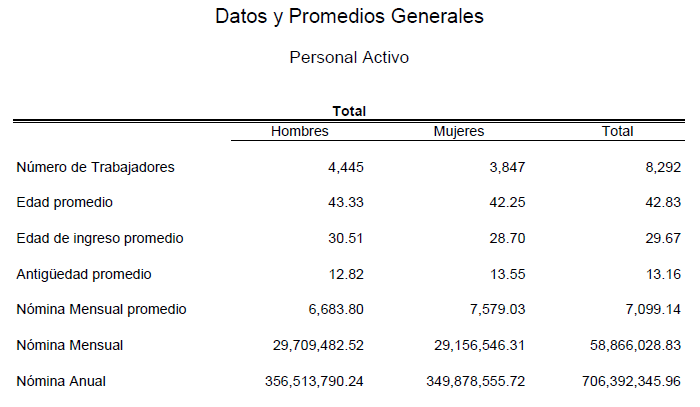 Datos y Promedios Generales
Personal Activo
Total
Hombres Mujeres Total
Número de Trabajadores 4,445 3,847 8,292
Edad promedio 43.33 42.25 42.83
Edad de ingreso promedio 30.51 28.70 29.67
Antigüedad promedio 12.82 13.55 13.16
Nómina Mensual promedio 6,683.80 7,579.03 7,099.14
Nómina Mensual 29,709,482.52 29,156,546.31 58,866,028.83
Nómina Anual 356,513,790.24 349,878,555.72 706,392,345.96